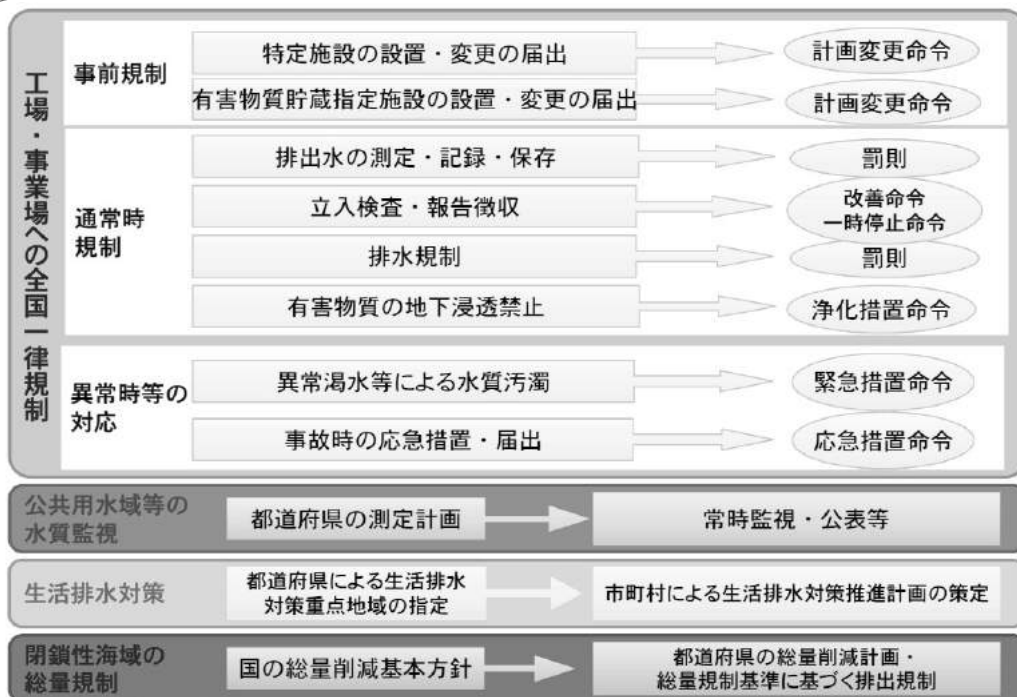 工場・事業場への全国一律規制
事前規制
特定施設の設置・変更の届出
計画変更命令
有害物質貯蔵指定施設の設置・変更の届出
計画変更命令
通常時
規制
排出水の測定・記録・保存
罰則
立入検査・報告徴収
改善命令
一時停止命令
排水規制
罰則
有害物質の地下浸透禁止
浄化措置命令
異常時等の
対応
異常渇水等による水質汚濁
緊急措置命令
事故時の応急措置・届出
応急措置命令
公共用水域等の
水質監視
都道府県の測定計画
常時監視・公表等
生活排水対策
都道府県による生活排水
対策重点地域の指定
市町村による生活排水対策推進計画の策定
閉鎖性海域の
総量規制
国の総量削減基本方針
都道府県の総量削減計画・
総量規制基準に基づく排出規制